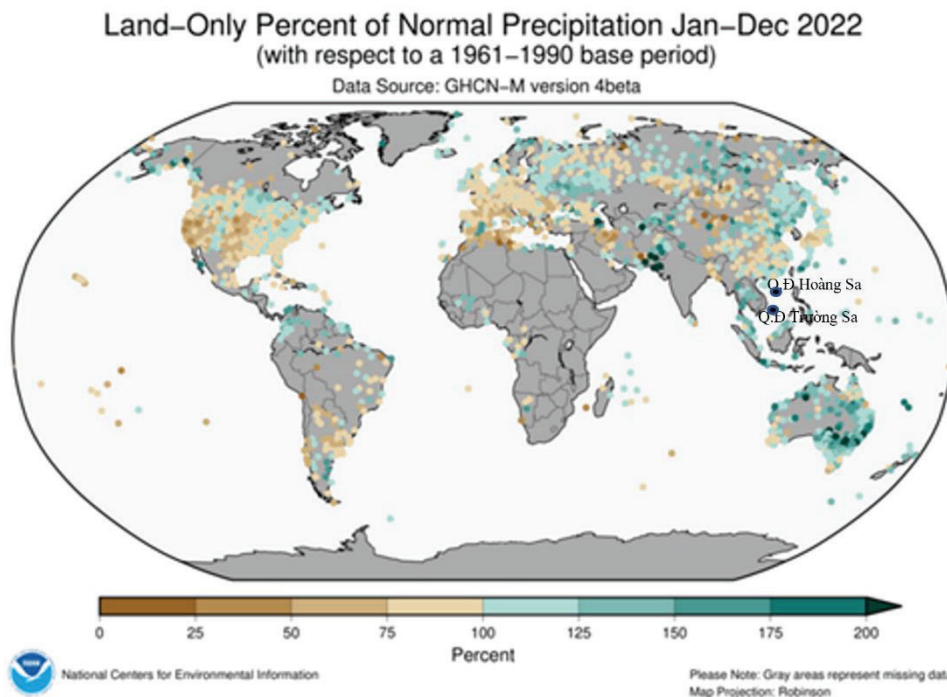 Land–Only Percent of Normal Precipitation Jan–Dec 2022
(with respect to a 1961–1990 base period)
Data Source: GHCN–M version 4beta
Q.Đ Hoàng Sa
Q.Đ Trường Sa
0 25 50 75 100 125 150 175 200
Percent
National Centers for Environmental Information
Please Note: Gray areas represent missing data
Map Projection: Robinson